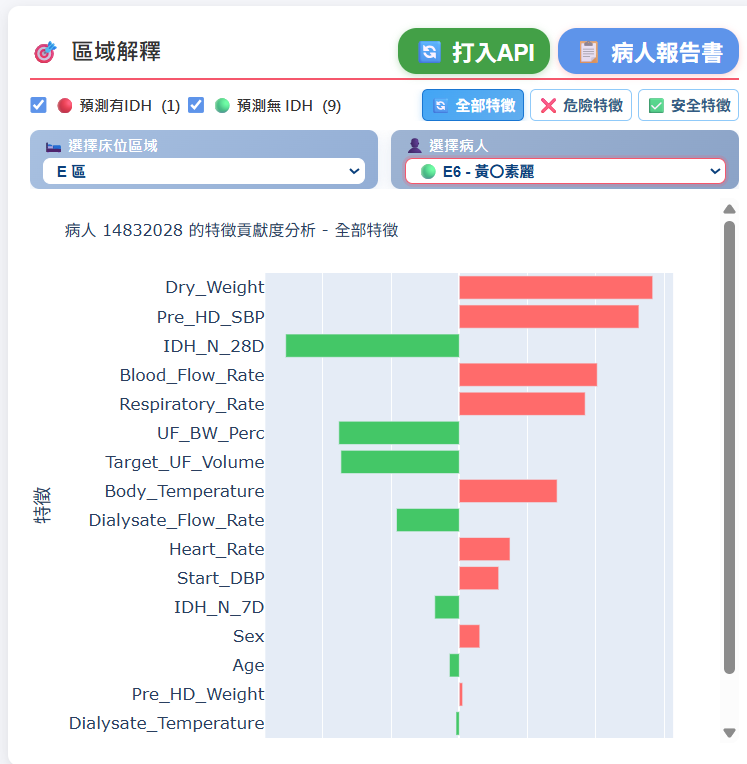 區域解釋
打入API
病人報告書
預測有IDH (1)
預測無 IDH (9)
全部特徵
危險特徵
安全特徵
選擇床位區域
E 區
選擇病人
E6 - 黃〇素麗
病人 14832028 的特徵貢獻度分析 - 全部特徵
特徵
Dry_Weight
Pre_HD_SBP
IDH_N_28D
Blood_Flow_Rate
Respiratory_Rate
UF_BW_Perc
Target_UF_Volume
Body_Temperature
Dialysate_Flow_Rate
Heart_Rate
Start_DBP
IDH_N_7D
Sex
Age
Pre_HD_Weight
Dialysate_Temperature